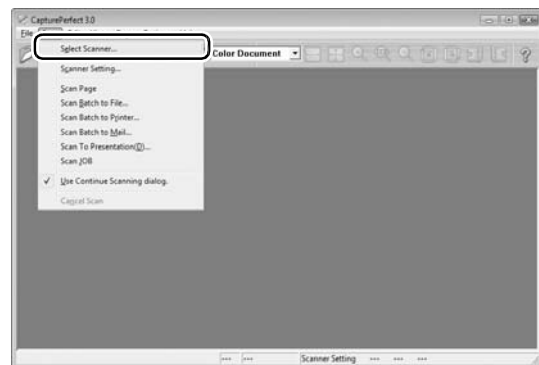 CapturePerfect 3.0
File
Select Scanner...
Color Document
Scanner Setting...
Scan Page
Scan Batch to File...
Scan Batch to Printer...
Scan Batch to Mail...
Scan To Presentation(D)...
Scan JOB
✓ Use Continue Scanning dialog.
Cancel Scan
--- --- Scanner Setting --- --- ---